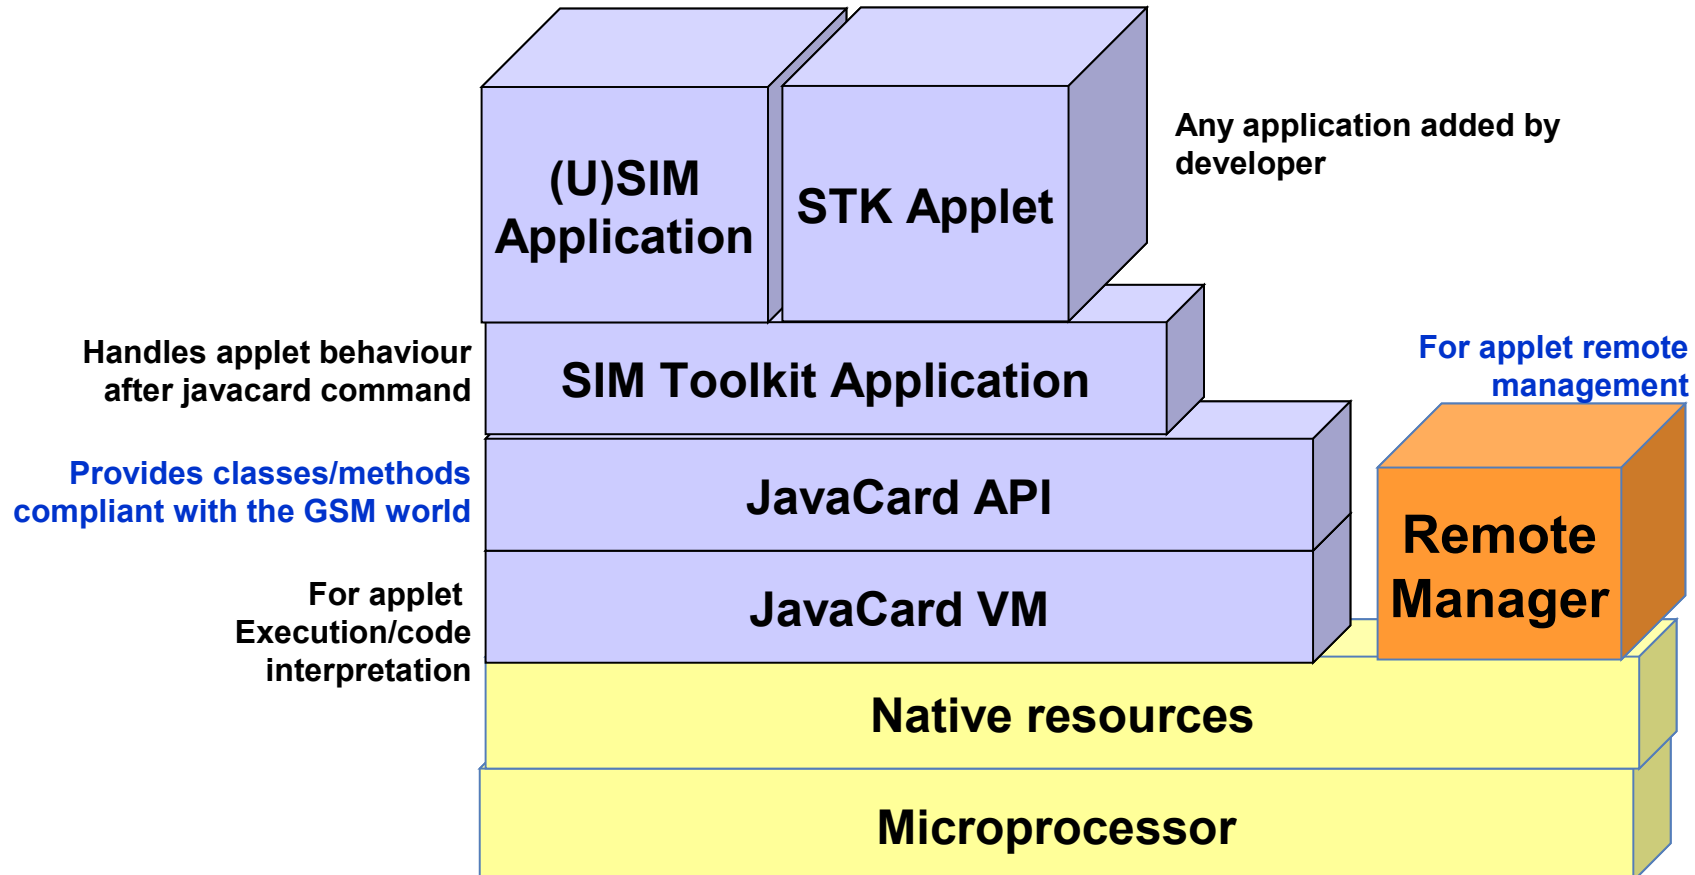 (U)SIM
Application
STK Applet
Any application added by
developer
Handles applet behaviour
after javacard command
SIM Toolkit Application
For applet remote
management
Provides classes/methods
compliant with the GSM world
JavaCard API
Remote
Manager
For applet
Execution/code
interpretation
JavaCard VM
Native resources
Microprocessor